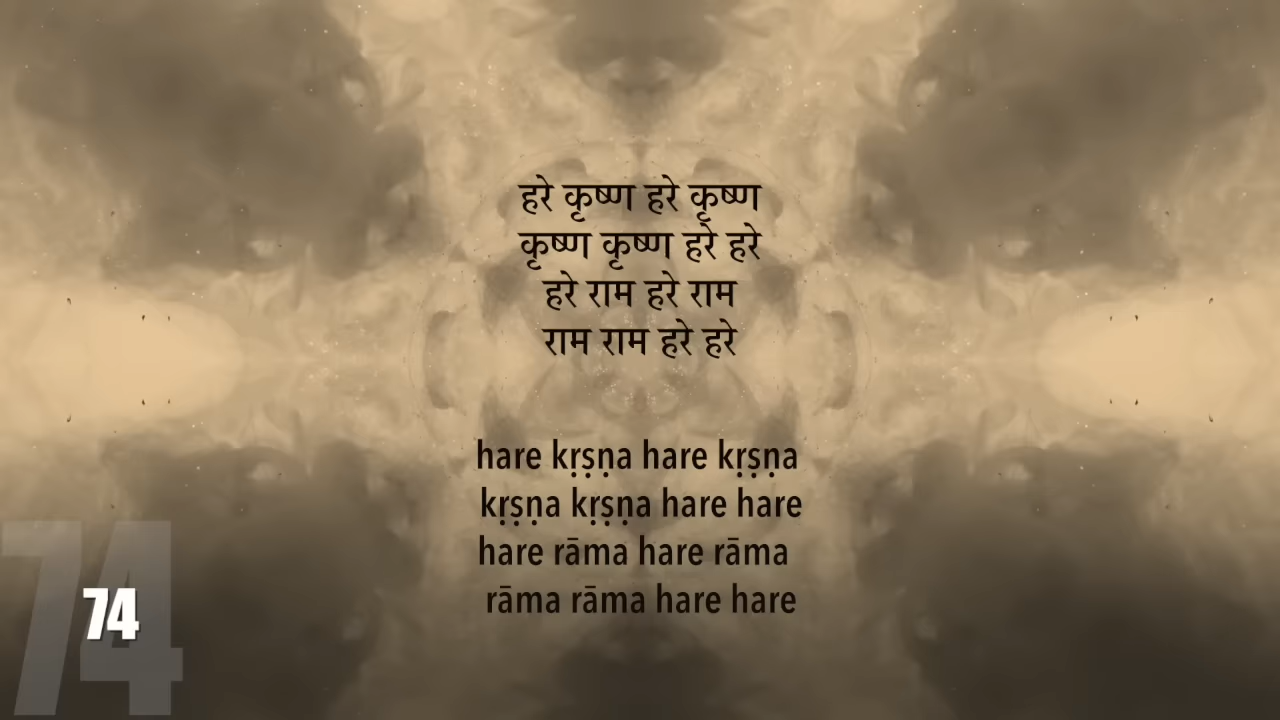 हरे कृष्ण हरे कृष्ण
कृष्ण कृष्ण हरे हरे
हरे राम हरे राम
राम राम हरे हरे
hare kṛṣṇa hare kṛṣṇa
kṛṣṇa kṛṣṇa hare hare
hare rāma hare rāma
rāma rāma hare hare
74
74